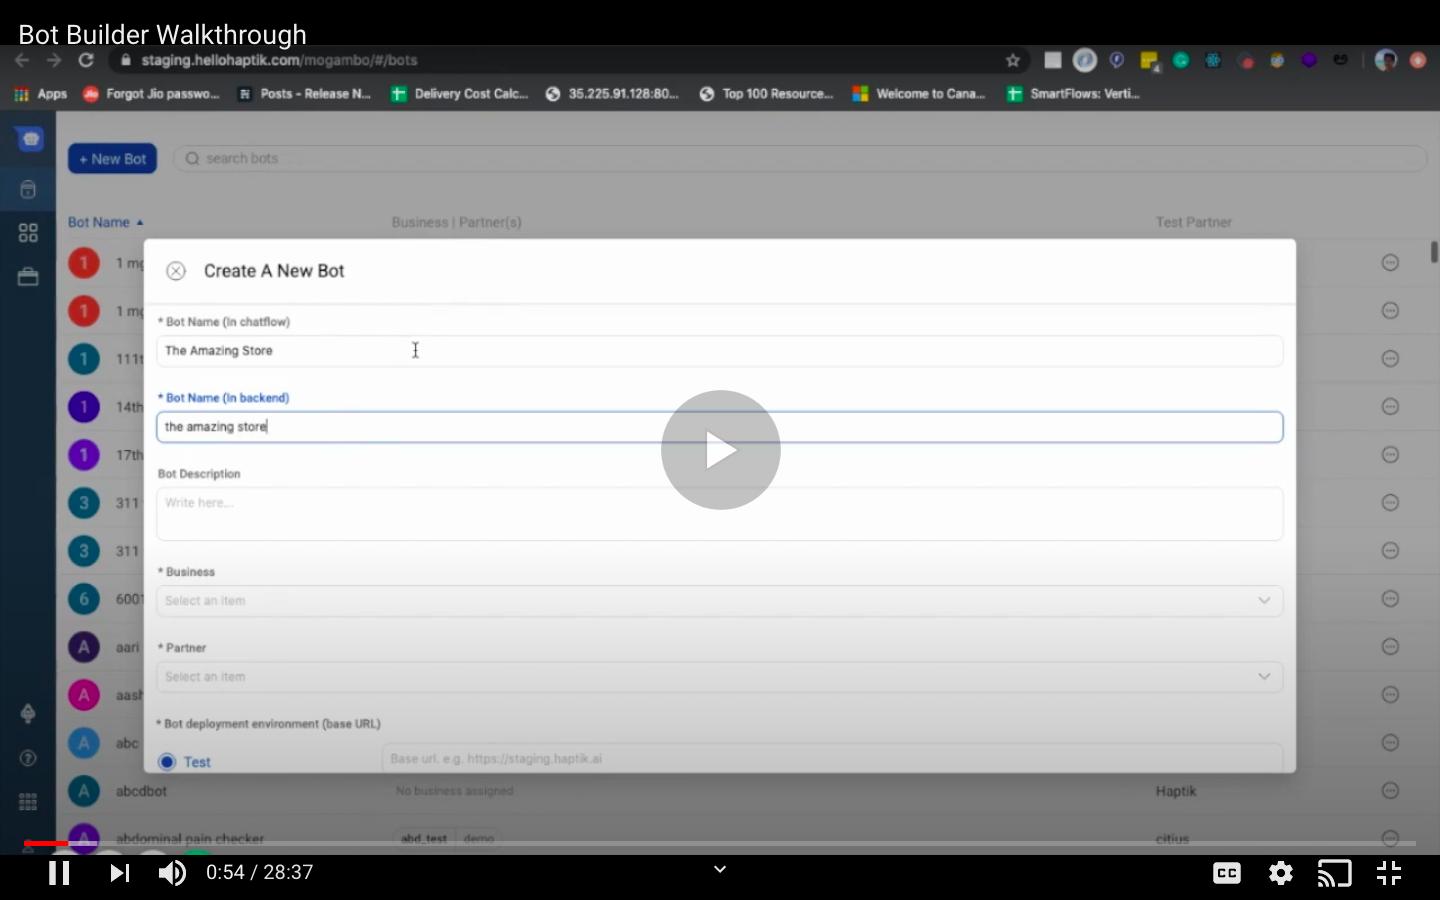 Bot Builder Walkthrough
staging.hellohaptik.com/mogambo/#/bots
4
Apps
Forgot Jio passwo...
Posts - Release N...
Delivery Cost Calc...
35.225.91.128:80...
Top 100 Resource...
Welcome to Cana...
SmartFlows: Verti...
+ New Bot
search bots
Bot Name
Business | Partner(s)
Test Partner
Create A New Bot
* Bot Name (In chatflow)
The Amazing Store
* Bot Name (In backend)
the amazing store
Bot Description
Write here...
* Business
Select an item
* Partner
Select an item
* Bot deployment environment (base URL)
Test
Base url. e.g. https://staging.haptik.ai
1
1
1
1
14th
1
17th
3
311
3
311
6
A
aari
A
A
abc
A
abcdbot
No business assigned
Haptik
abdominal pain checker
abd_test
demo
citius
0:54 / 28:37
CC